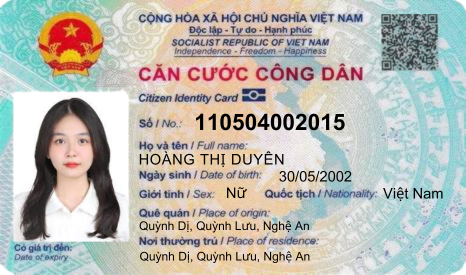 CỘNG HÒA XÃ HỘI CHỦ NGHĨA VIỆT NAM
Độc lập - Tự do - Hạnh phúc
SOCIALIST REPUBLIC OF VIET NAM
Independence - Freedom - Happiness
CĂN CƯỚC CÔNG DÂN
Citizen Identity Card
Số / No.: 110504002015
Họ và tên / Full name:
HOÀNG THỊ DUYÊN
Ngày sinh / Date of birth: 30/05/2002
Giới tính / Sex: Nữ Quốc tịch / Nationality: Việt Nam
Quê quán / Place of origin:
Quỳnh Dị, Quỳnh Lưu, Nghệ An
Nơi thường trú / Place of residence:
Quỳnh Dị, Quỳnh Lưu, Nghệ An
Có giá trị đến:
Date of expiry